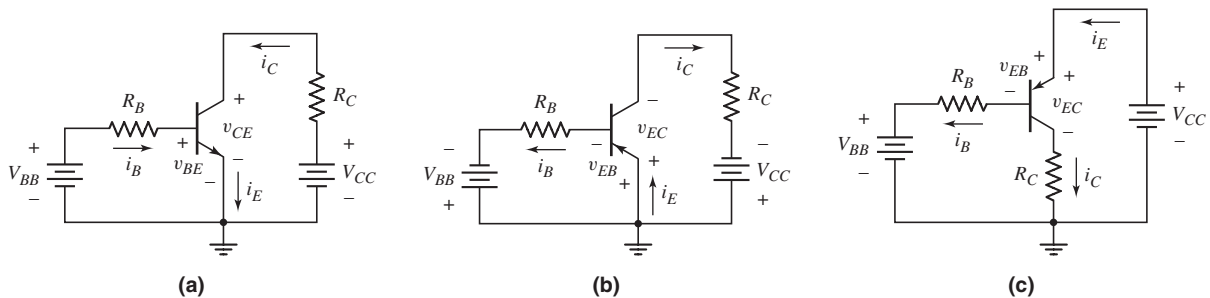 +
i_C
R_B
+
R_C
v_CE
+
V_BB
−
i_B
+
v_BE
−
−
i_E
+
V_CC
−
(a)
i_C
−
R_B
R_C
v_EC
−
V_BB
+
i_B
−
v_EB
+
+
i_E
−
V_CC
+
(b)
i_E
+
v_EB
+
−
R_B
v_EC
+
V_CC
−
+
V_BB
−
i_B
−
R_C
i_C
(c)